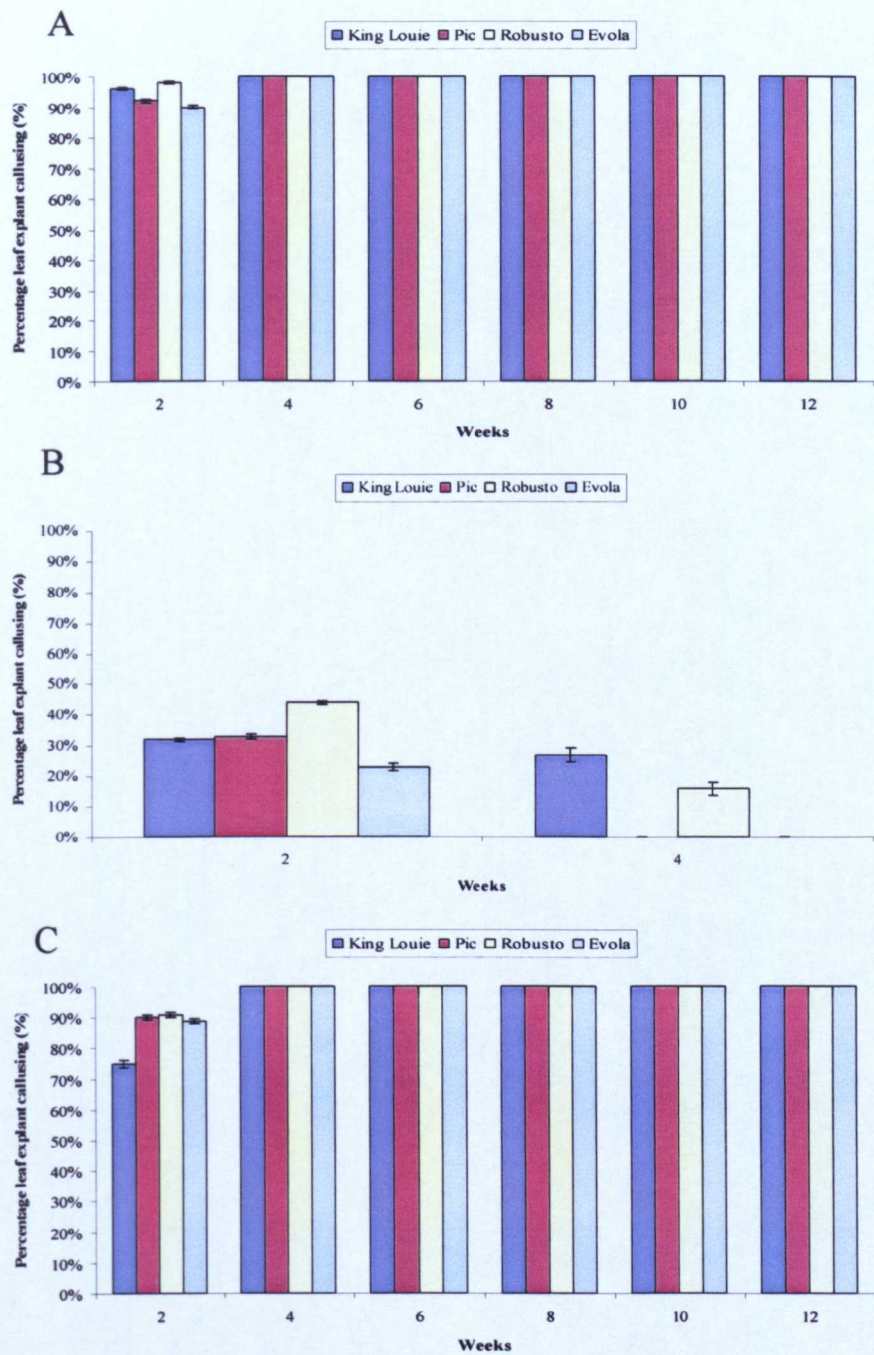 A
King Louie Pic Robusto Evola
Percentage leaf explant callusing (%)
100%
90%
80%
70%
60%
50%
40%
30%
20%
10%
0%
2 4 6 8 10 12
Weeks
B
King Louie Pic Robusto Evola
Percentage leaf explant callusing (%)
100%
90%
80%
70%
60%
50%
40%
30%
20%
10%
0%
2 4
Weeks
C
King Louie Pic Robusto Evola
Percentage leaf explant callusing (%)
100%
90%
80%
70%
60%
50%
40%
30%
20%
10%
0%
2 4 6 8 10 12
Weeks